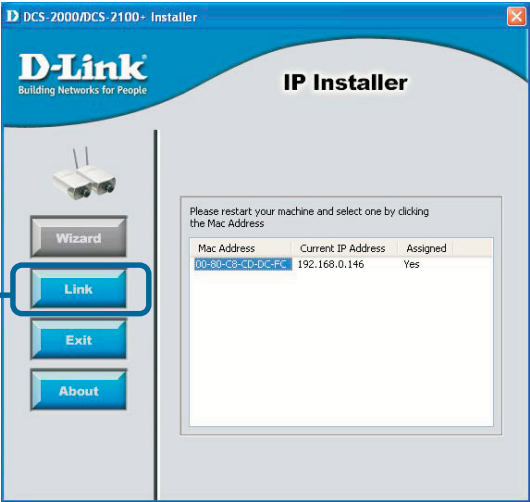 D DCS-2000/DCS-2100+ Installer
D-Link
Building Networks for People
IP Installer
Please restart your machine and select one by clicking
the Mac Address
Mac Address Current IP Address Assigned
00-80-C8-CD-DC-FC 192.168.0.146 Yes
Wizard
Link
Exit
About